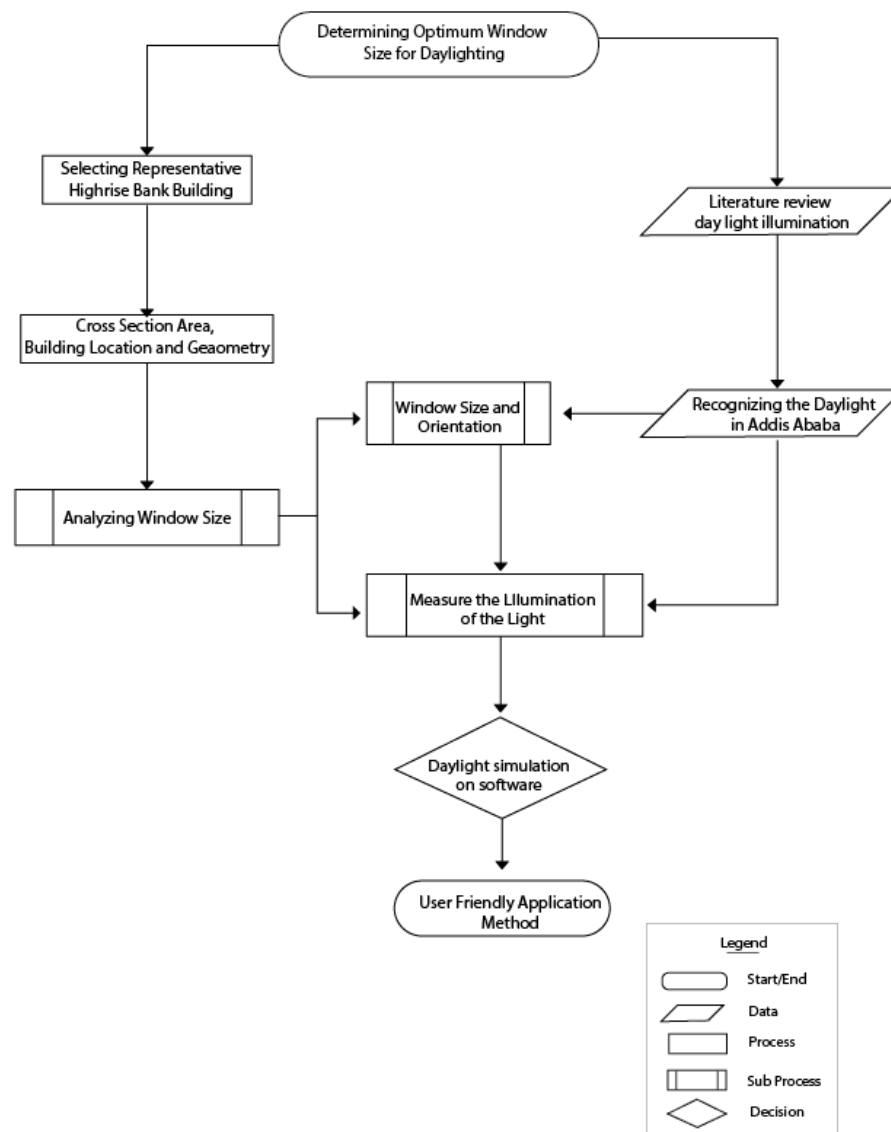 Determining Optimum Window
Size for Daylighting
Selecting Representative
Highrise Bank Building
Literature review
day light illumination
Cross Section Area,
Building Location and Geaometry
Window Size and
Orientation
Recognizing the Daylight
in Addis Ababa
Analyzing Window Size
Measure the LIlumination
of the Light
Daylight simulation
on software
User Friendly Application
Method
Legend
Start/End
Data
Process
Sub Process
Decision